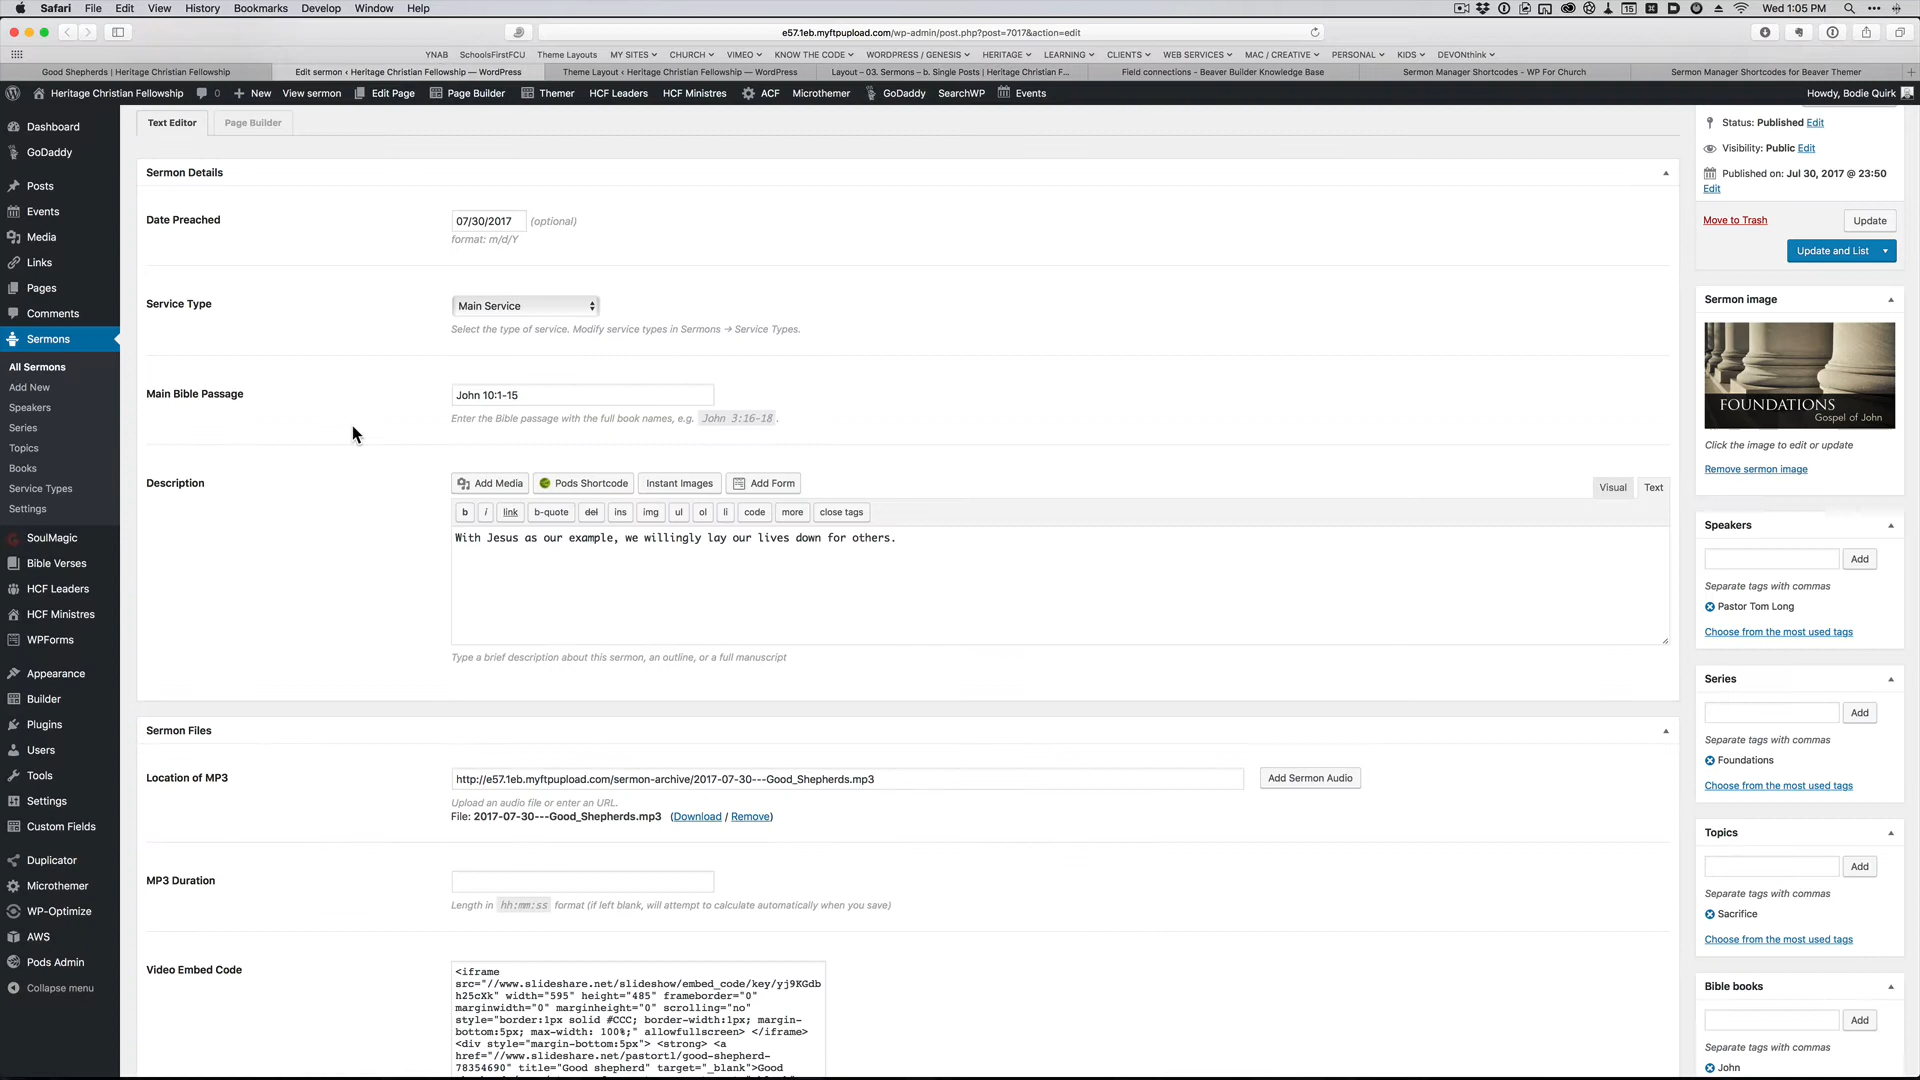 Safari File Edit View History Bookmarks Develop Window Help 15 Wed 1:05 PM
e57.1eb.myftpupload.com/wp-admin/post.php?post=7017&action=edit
YNAB SchoolsFirstFCU Theme Layouts MY SITES CHURCH VIMEO KNOW THE CODE WORDPRESS / GENESIS HERITAGE LEARNING CLIENTS WEB SERVICES MAC / CREATIVE PERSONAL KIDS DEVONthink
Good Shepherds | Heritage Christian Fellowship Edit sermon ‹ Heritage Christian Fellowship — WordPress Theme Layout ‹ Heritage Christian Fellowship — WordPress Layout – 03. Sermons – b. Single Posts | Heritage Christian F... Field connections - Beaver Builder Knowledge Base Sermon Manager Shortcodes - WP For Church Sermon Manager Shortcodes for Beaver Themer
Heritage Christian Fellowship 0 New View sermon Edit Page Page Builder Themer HCF Leaders HCF Ministres ACF Microthemer GoDaddy SearchWP Events Howdy, Bodie Quirk
Dashboard
GoDaddy
Posts
Events
Media
Links
Pages
Comments
Sermons
All Sermons
Add New
Speakers
Series
Topics
Books
Service Types
Settings
SoulMagic
Bible Verses
HCF Leaders
HCF Ministres
WPForms
Appearance
Builder
Plugins
Users
Tools
Settings
Custom Fields
Duplicator
Microthemer
WP-Optimize
AWS
Pods Admin
Collapse menu
Text Editor Page Builder
Sermon Details
Date Preached 07/30/2017 (optional)
format: m/d/Y
Service Type Main Service
Select the type of service. Modify service types in Sermons → Service Types.
Main Bible Passage John 10:1-15
Enter the Bible passage with the full book names, e.g. John 3:16-18 .
Description Add Media Pods Shortcode Instant Images Add Form Visual Text
b i link b-quote del ins img ul ol li code more close tags
With Jesus as our example, we willingly lay our lives down for others.
Type a brief description about this sermon, an outline, or a full manuscript
Sermon Files
Location of MP3 http://e57.1eb.myftpupload.com/sermon-archive/2017-07-30---Good_Shepherds.mp3 Add Sermon Audio
Upload an audio file or enter an URL.
File: 2017-07-30---Good_Shepherds.mp3 (Download / Remove)
MP3 Duration
Length in hh:mm:ss format (if left blank, will attempt to calculate automatically when you save)
Video Embed Code
<iframe
src="//www.slideshare.net/slideshow/embed_code/key/yj9KGdb
h25cXk" width="595" height="485" frameborder="0"
marginwidth="0" marginheight="0" scrolling="no"
style="border:1px solid #CCC; border-width:1px; margin-
bottom:5px; max-width: 100%;" allowfullscreen> </iframe>
<div style="margin-bottom:5px"> <strong> <a
href="//www.slideshare.net/pastortl/good-shepherd-
78354690" title="Good shepherd" target="_blank">Good
Status: Published Edit
Visibility: Public Edit
Published on: Jul 30, 2017 @ 23:50
Edit
Move to Trash Update
Update and List
Sermon image
FOUNDATIONS
Gospel of John
Click the image to edit or update
Remove sermon image
Speakers
Add
Separate tags with commas
Pastor Tom Long
Choose from the most used tags
Series
Add
Separate tags with commas
Foundations
Choose from the most used tags
Topics
Add
Separate tags with commas
Sacrifice
Choose from the most used tags
Bible books
Add
Separate tags with commas
John